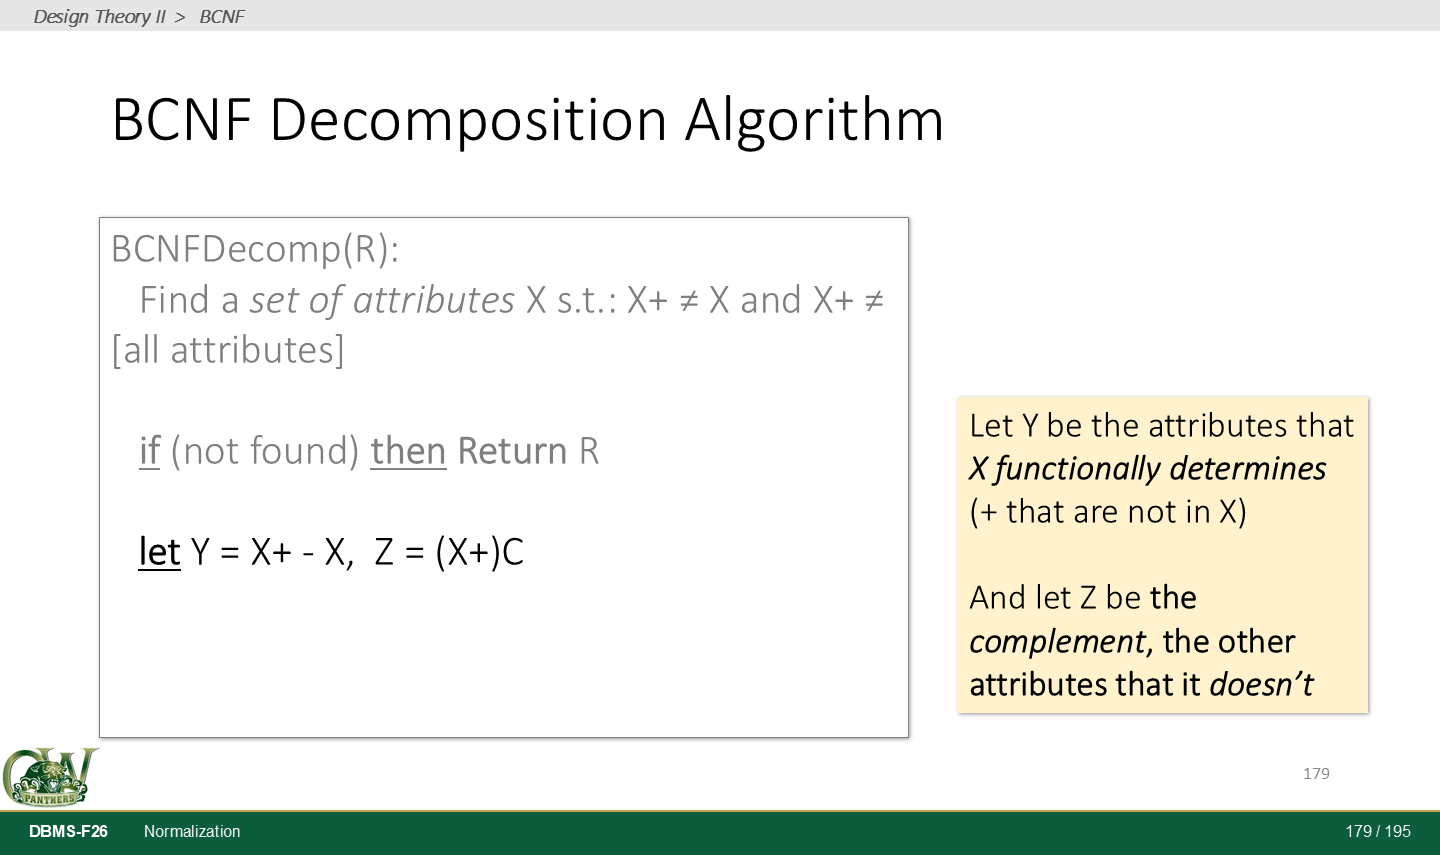 Design Theory II > BCNF
BCNF Decomposition Algorithm
BCNFDecomp(R):
Find a set of attributes X s.t.: X+ ≠ X and X+ ≠
[all attributes]
if (not found) then Return R
let Y = X+ - X, Z = (X+)C
Let Y be the attributes that
X functionally determines
(+ that are not in X)
And let Z be the
complement, the other
attributes that it doesn’t
179
OW
PANTHERS
DBMS-F26 Normalization 179 / 195